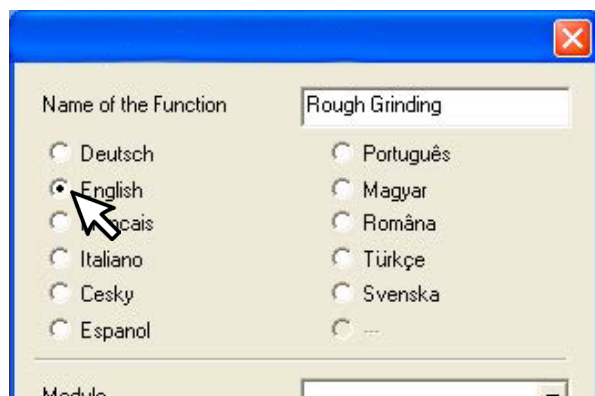 Name of the Function Rough Grinding
Deutsch Português
English Magyar
Româna
Italiano Türkçe
Cesky Svenska
Espanol ---